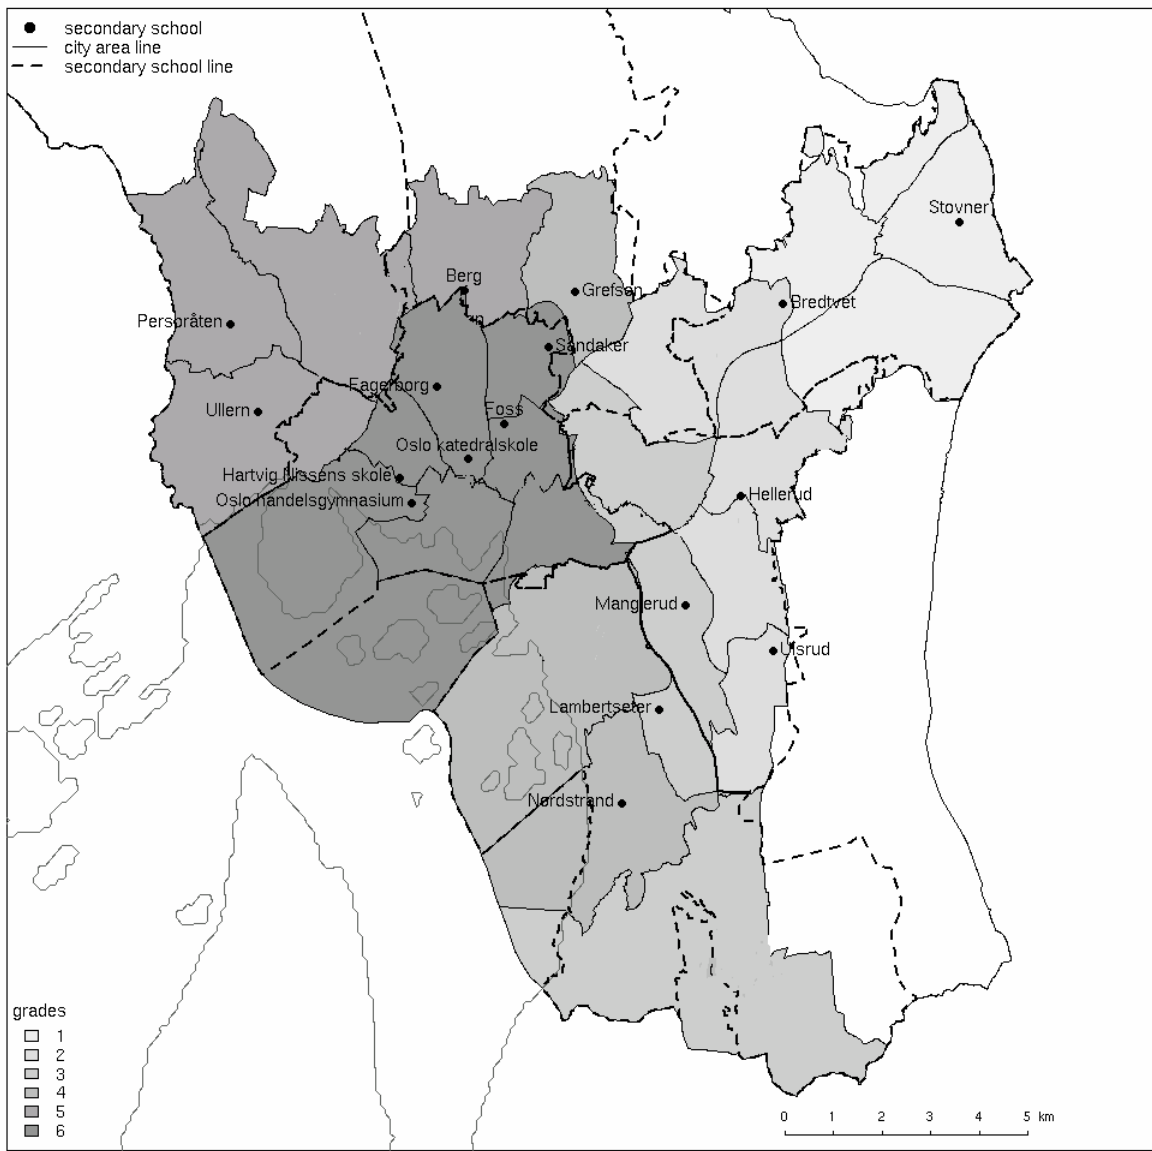 secondary school
city area line
secondary school line
Stovner
Berg
Grefsen
Bredtvet
Persbråten
Sandaker
Fagerborg
Ullern
Foss
Oslo katedralskole
Hartvig Nissens skole
Oslo handelsgymnasium
Hellerud
Manglerud
Ulsrud
Lambertseter
Nordstrand
grades
1
2
3
4
5
6
0 1 2 3 4 5 km